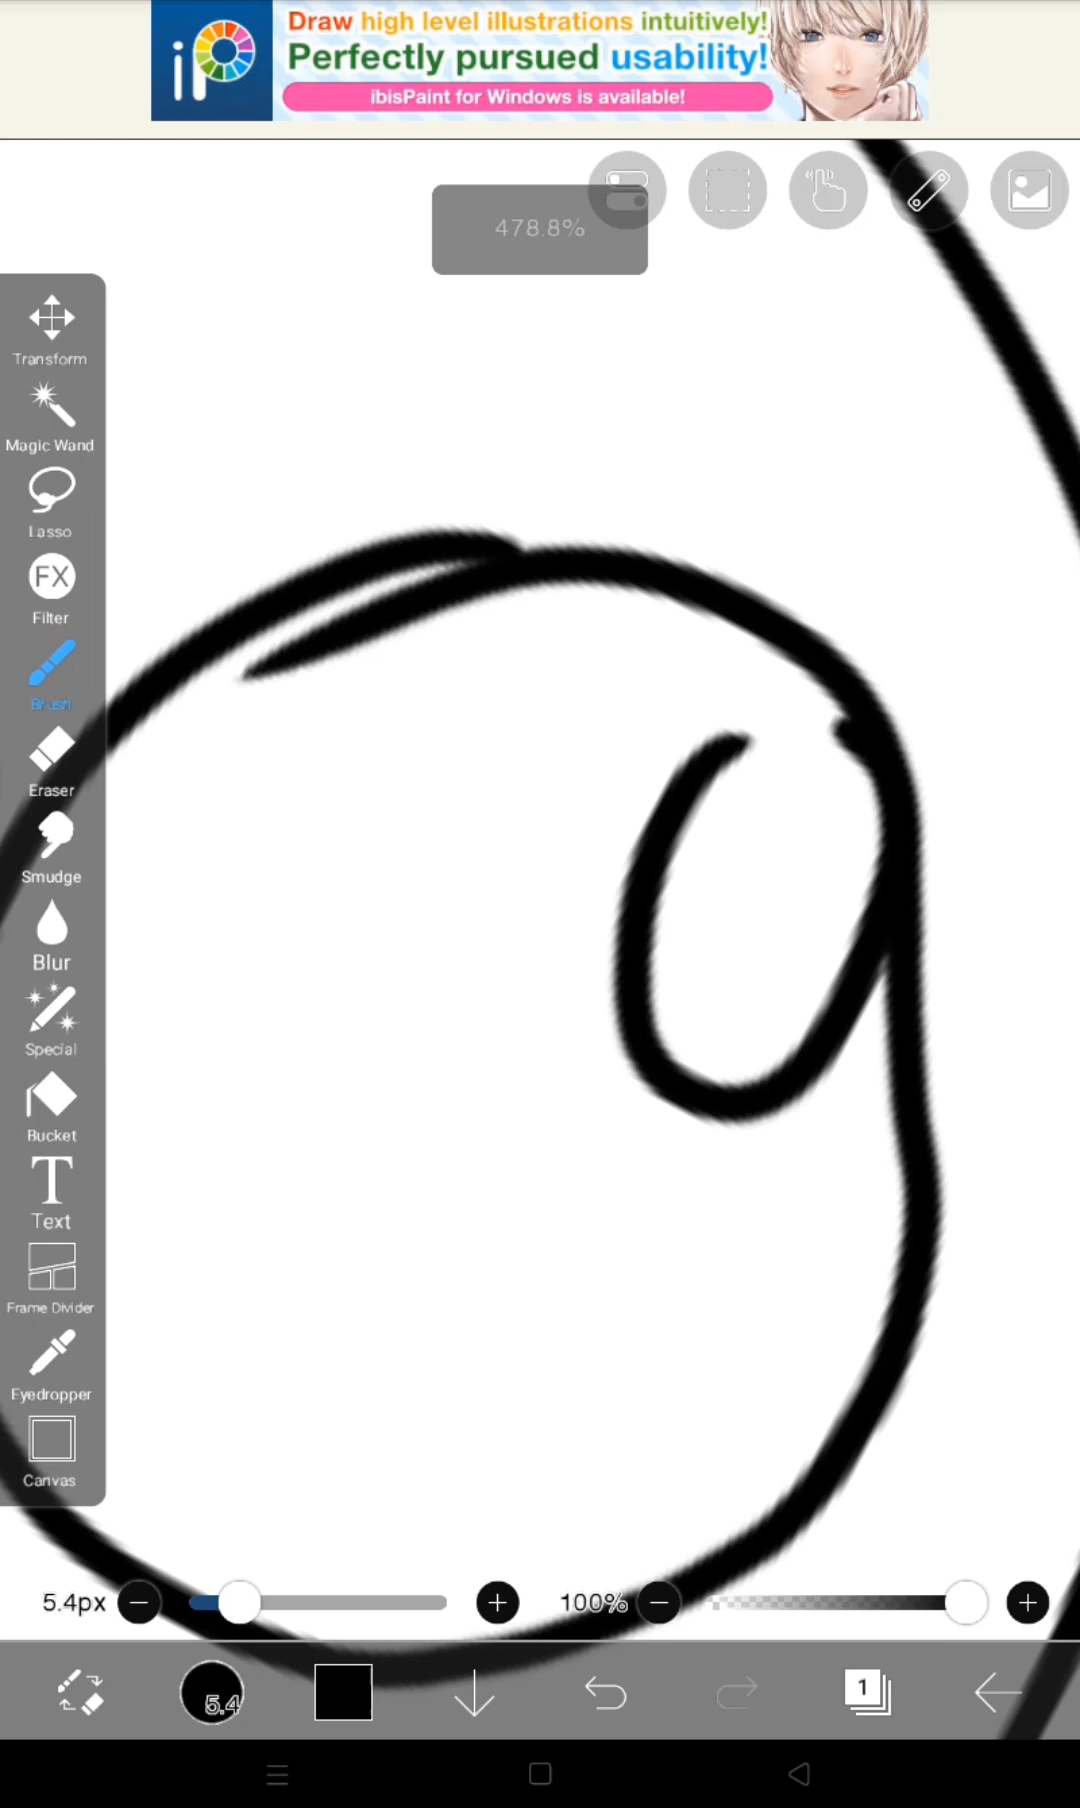 iP
Draw high level illustrations intuitively!
Perfectly pursued usability!
ibisPaint for Windows is available!
478.8%
Transform
Magic Wand
Lasso
FX
Filter
Brush
Eraser
Smudge
Blur
Special
Bucket
T
Text
Frame Divider
Eyedropper
Canvas
5.4px
100%
5.4
1